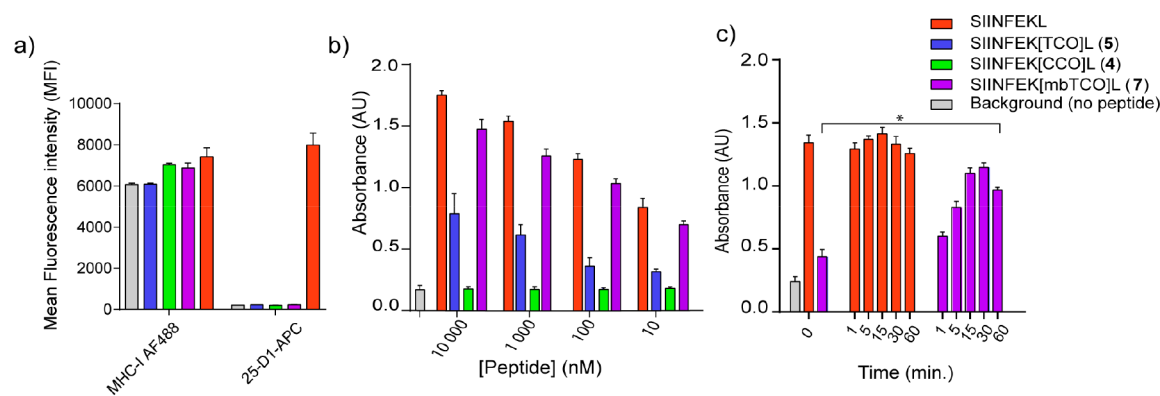 a)
Mean Fluorescence intensity (MFI)
10000
8000
6000
4000
2000
0
MHC-I AF488
25-D1-APC
b)
Absorbance (AU)
2.0
1.5
1.0
0.5
0.0
10 000
1 000
100
10
[Peptide] (nM)
c)
SIINFEKL
SIINFEK[TCO]L (5)
SIINFEK[CCO]L (4)
SIINFEK[mbTCO]L (7)
Background (no peptide)
*
Absorbance (AU)
2.0
1.5
1.0
0.5
0.0
0
1
5
15
30
60
1
5
15
30
60
Time (min.)